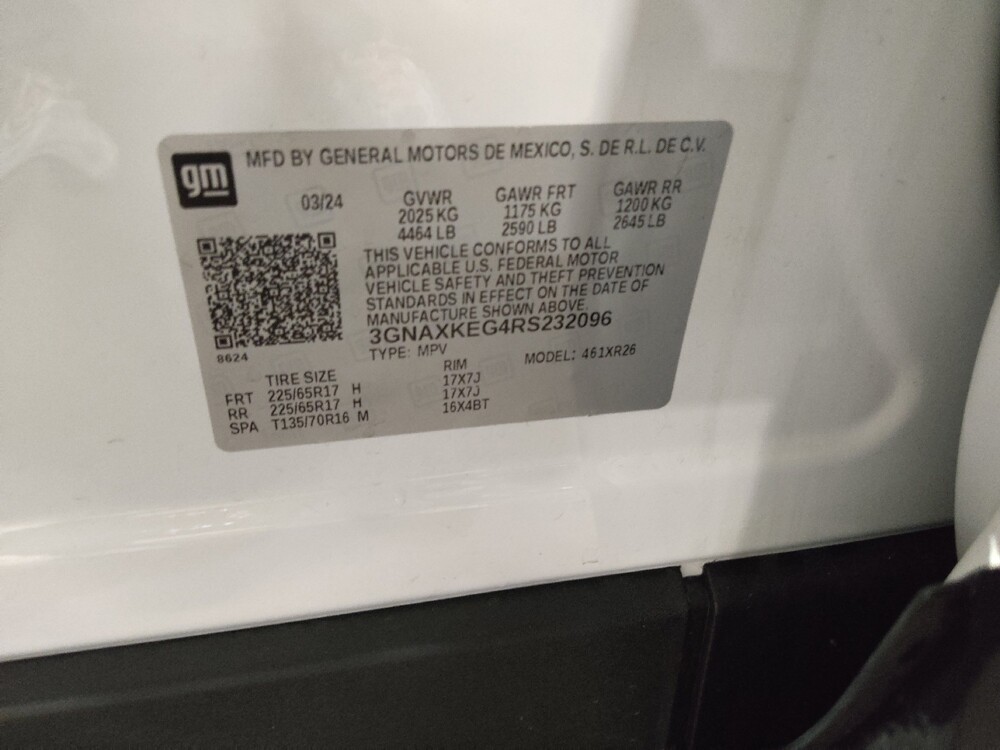 gm
MFD BY GENERAL MOTORS DE MEXICO, S. DE R.L. DE C.V.
03/24 GVWR GAWR FRT GAWR RR
2025 KG 1175 KG 1200 KG
4464 LB 2590 LB 2645 LB
THIS VEHICLE CONFORMS TO ALL
APPLICABLE U.S. FEDERAL MOTOR
VEHICLE SAFETY AND THEFT PREVENTION
STANDARDS IN EFFECT ON THE DATE OF
MANUFACTURE SHOWN ABOVE.
3GNAXKEG4RS232096
8624
TYPE: MPV MODEL: 461XR26
TIRE SIZE RIM
FRT 225/65R17 H 17X7J
RR 225/65R17 H 17X7J
SPA T135/70R16 M 16X4BT